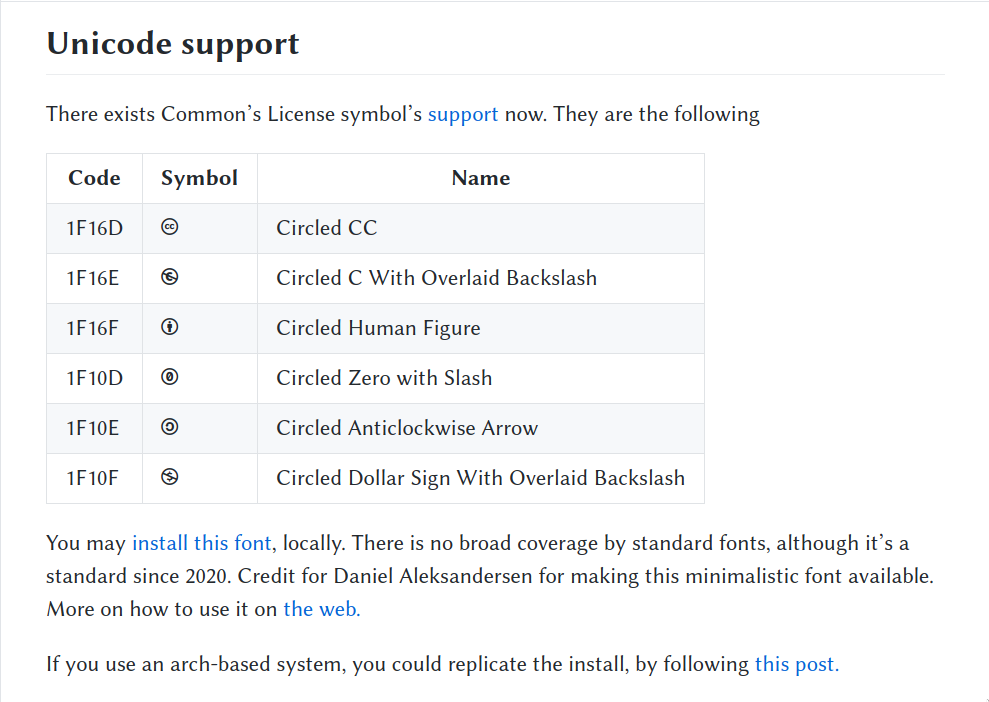 Unicode support
There exists Common’s License symbol’s support now. They are the following
Code Symbol Name
1F16D 🅭 Circled CC
1F16E 🅮 Circled C With Overlaid Backslash
1F16F 🅯 Circled Human Figure
1F10D 🄍 Circled Zero with Slash
1F10E 🄎 Circled Anticlockwise Arrow
1F10F 🄏 Circled Dollar Sign With Overlaid Backslash
You may install this font, locally. There is no broad coverage by standard fonts, although it’s a
standard since 2020. Credit for Daniel Aleksandersen for making this minimalistic font available.
More on how to use it on the web.
If you use an arch-based system, you could replicate the install, by following this post.